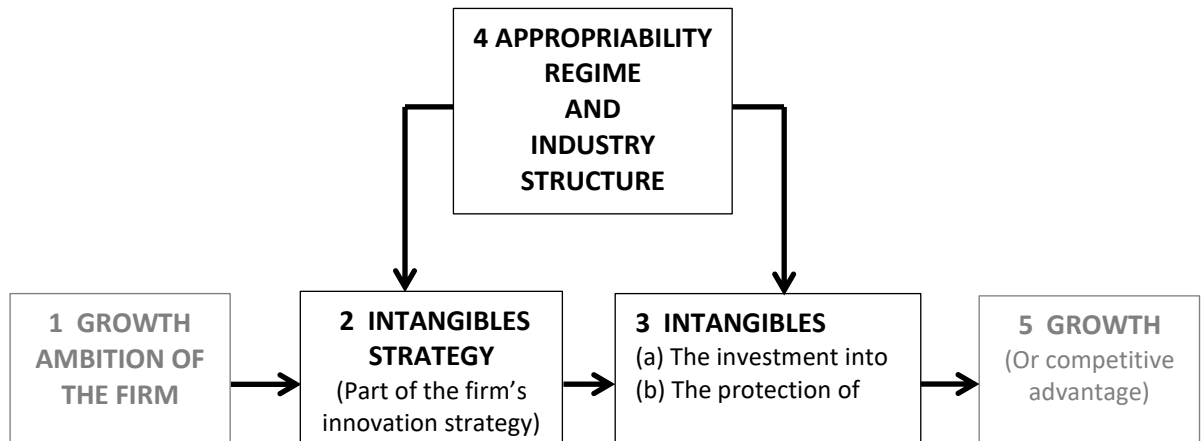 4 APPROPRIABILITY
REGIME
AND
INDUSTRY
STRUCTURE
1 GROWTH
AMBITION OF
THE FIRM
2 INTANGIBLES
STRATEGY
(Part of the firm’s
innovation strategy)
3 INTANGIBLES
(a) The investment into
(b) The protection of
5 GROWTH
(Or competitive
advantage)